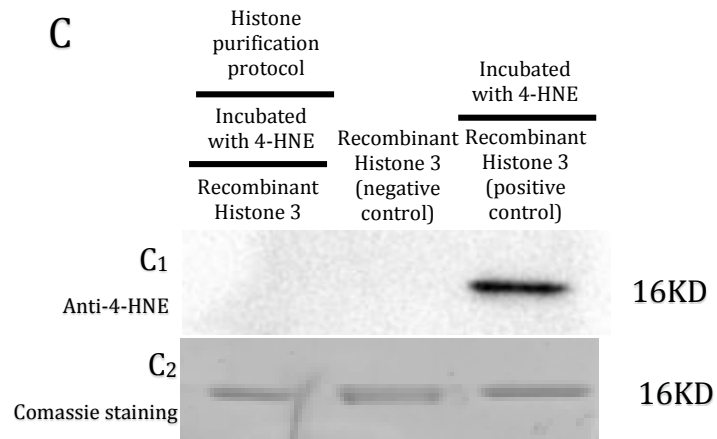 C
Histone
purification
protocol
Incubated
with 4-HNE
Recombinant
Histone 3
Recombinant
Histone 3
(negative
control)
Incubated
with 4-HNE
Recombinant
Histone 3
(positive
control)
C1
Anti-4-HNE
16KD
C2
Comassie staining
16KD